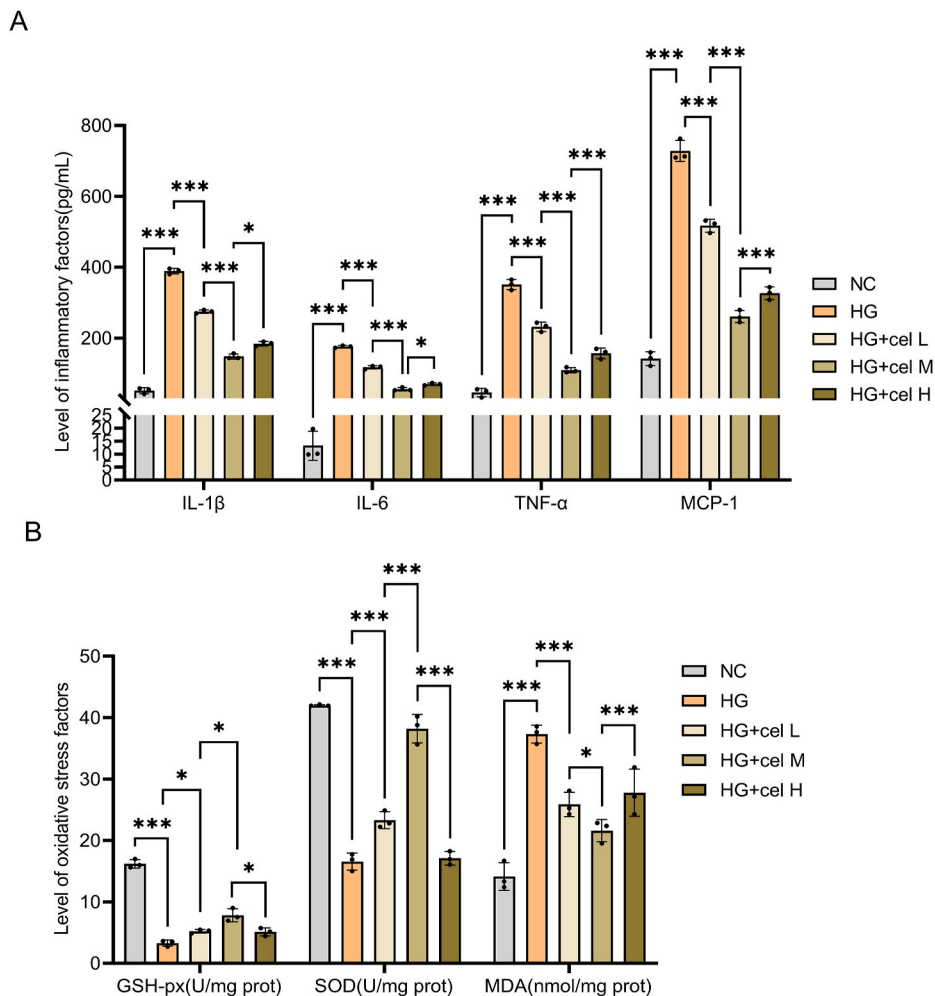 A
***
***
***
***
***
***
***
***
***
***
***
***
*
***
***
*
Level of inflammatory factors(pg/mL)
800
600
400
200
25
20
15
10
5
0
IL-1β
IL-6
TNF-α
MCP-1
NC
HG
HG+cel L
HG+cel M
HG+cel H
B
***
***
***
***
***
***
***
*
*
*
***
*
Level of oxidative stress factors
50
40
30
20
10
0
GSH-px(U/mg prot)
SOD(U/mg prot)
MDA(nmol/mg prot)
NC
HG
HG+cel L
HG+cel M
HG+cel H